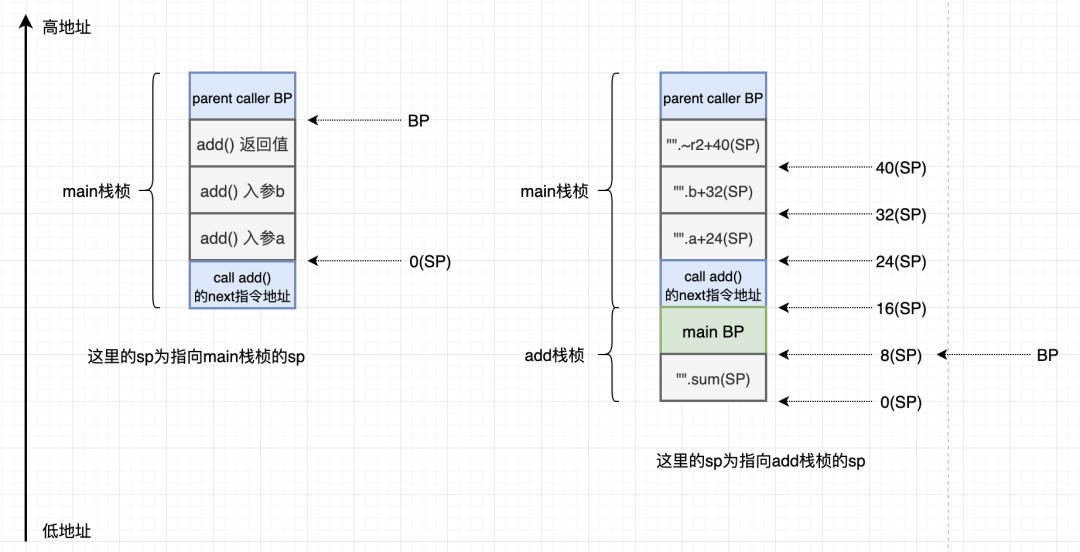 高地址
parent caller BP
BP
add() 返回值
main栈桢
add() 入参b
add() 入参a
0(SP)
call add()
的next指令地址
这里的sp为指向main栈桢的sp
parent caller BP
"".~r2+40(SP)
40(SP)
main栈桢
"".b+32(SP)
32(SP)
"".a+24(SP)
24(SP)
call add()
的next指令地址
16(SP)
main BP
add栈桢
8(SP)
BP
"".sum(SP)
0(SP)
这里的sp为指向add栈桢的sp
低地址